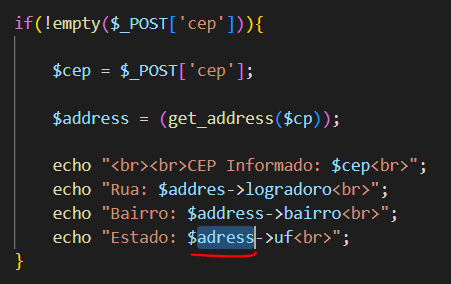 if(!empty($_POST['cep'])){
$cep = $_POST['cep'];
$address = (get_address($cp));
echo "<br><br>CEP Informado: $cep<br>";
echo "Rua: $addres->logradoro<br>";
echo "Bairro: $address->bairro<br>";
echo "Estado: $adress->uf<br>";
}